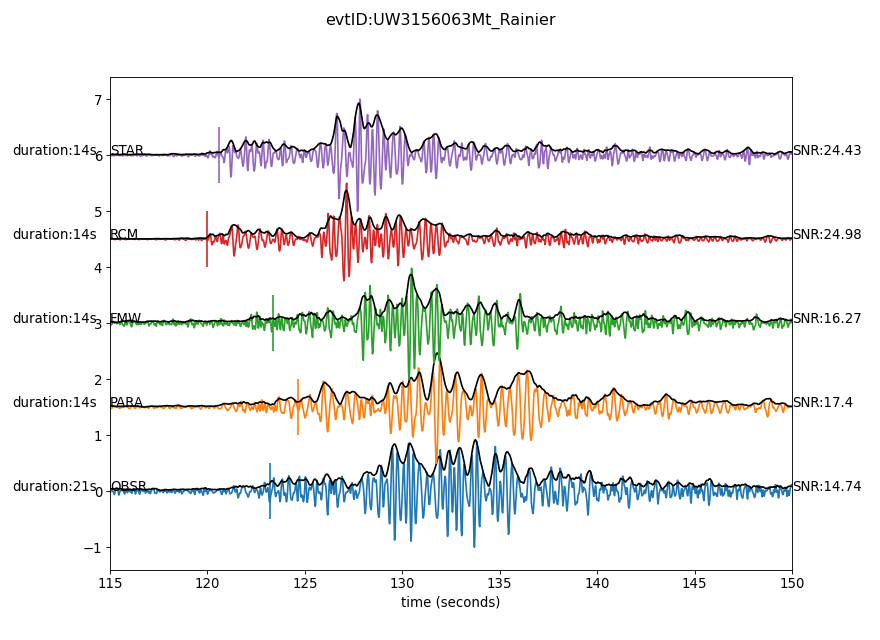 evtID:UW3156063Mt_Rainier
7
duration:14s STAR 6 SNR:24.43
5
duration:14s RCM SNR:24.98
4
duration:14s FMW 3 SNR:16.27
2
duration:14s PARA SNR:17.4
1
duration:21s OBSR 0 SNR:14.74
−1
115 120 125 130 135 140 145 150
time (seconds)